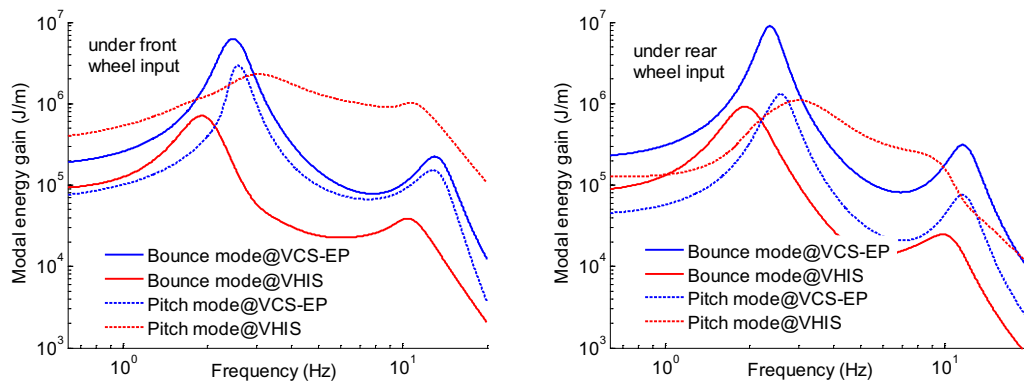 Modal energy gain (J/m)
10^7
10^6
10^5
10^4
10^3
under front
wheel input
Bounce mode@VCS-EP
Bounce mode@VHIS
Pitch mode@VCS-EP
Pitch mode@VHIS
10^0
10^1
Frequency (Hz)
Modal energy gain (J/m)
10^7
10^6
10^5
10^4
10^3
under rear
wheel input
Bounce mode@VCS-EP
Bounce mode@VHIS
Pitch mode@VCS-EP
Pitch mode@VHIS
10^0
10^1
Frequency (Hz)